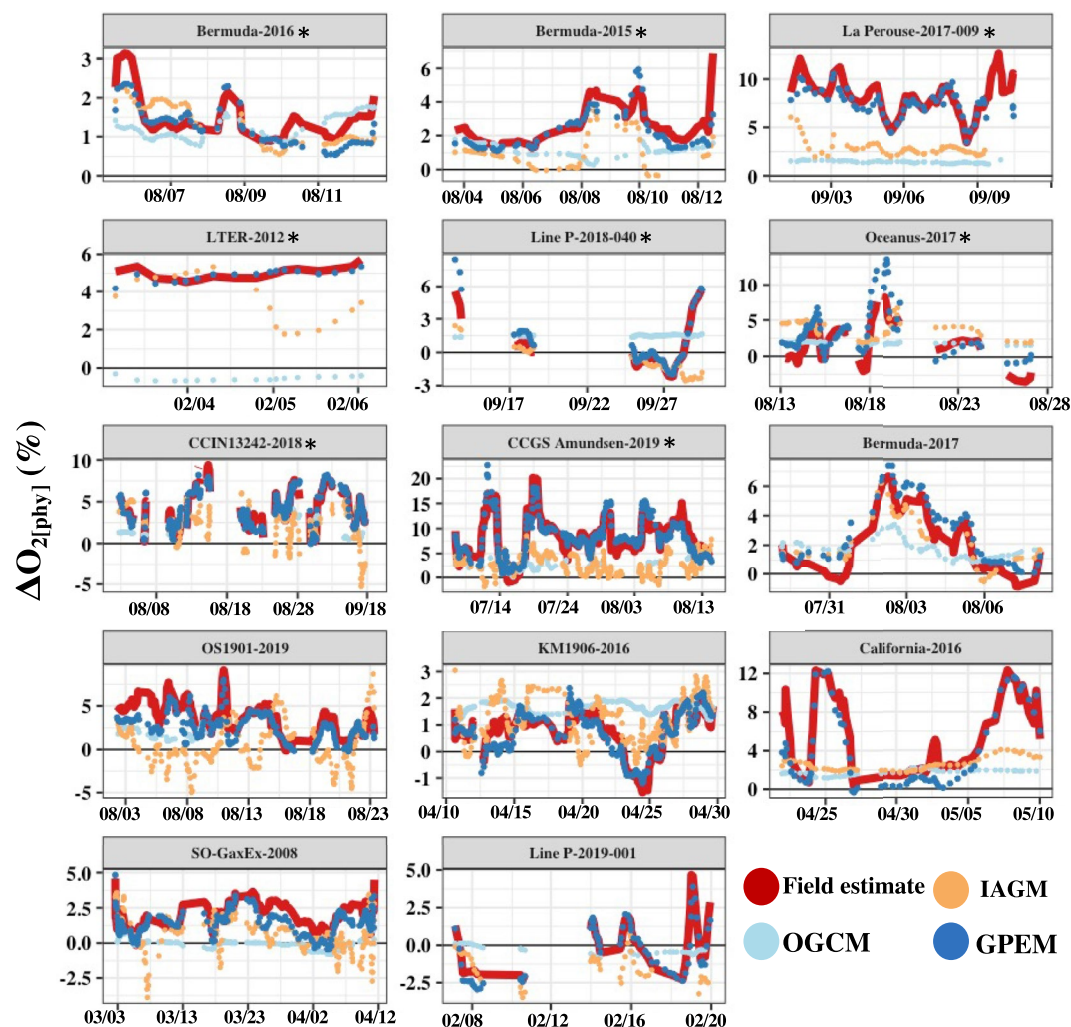 Bermuda-2016 *
Bermuda-2015 *
La Perouse-2017-009 *
3
2
1
0
08/07 08/09 08/11
6
4
2
0
08/04 08/06 08/08 08/10 08/12
10
5
0
09/03 09/06 09/09
LTER-2012 *
Line P-2018-040 *
Oceanus-2017 *
6
4
2
0
02/04 02/05 02/06
6
3
0
-3
09/17 09/22 09/27
10
5
0
08/13 08/18 08/23 08/28
ΔO2[phy] (%)
CCIN13242-2018 *
CCGS Amundsen-2019 *
Bermuda-2017
10
5
0
-5
08/08 08/18 08/28 09/18
20
15
10
5
0
07/14 07/24 08/03 08/13
6
4
2
0
07/31 08/03 08/06
OS1901-2019
KM1906-2016
California-2016
5
0
-5
08/03 08/08 08/13 08/18 08/23
3
2
1
0
-1
04/10 04/15 04/20 04/25 04/30
12
8
4
0
04/25 04/30 05/05 05/10
SO-GaxEx-2008
Line P-2019-001
5.0
2.5
0.0
-2.5
03/03 03/13 03/23 04/02 04/12
5.0
0.0
-2.5
02/08 02/12 02/16 02/20
Field estimate
IAGM
OGCM
GPEM